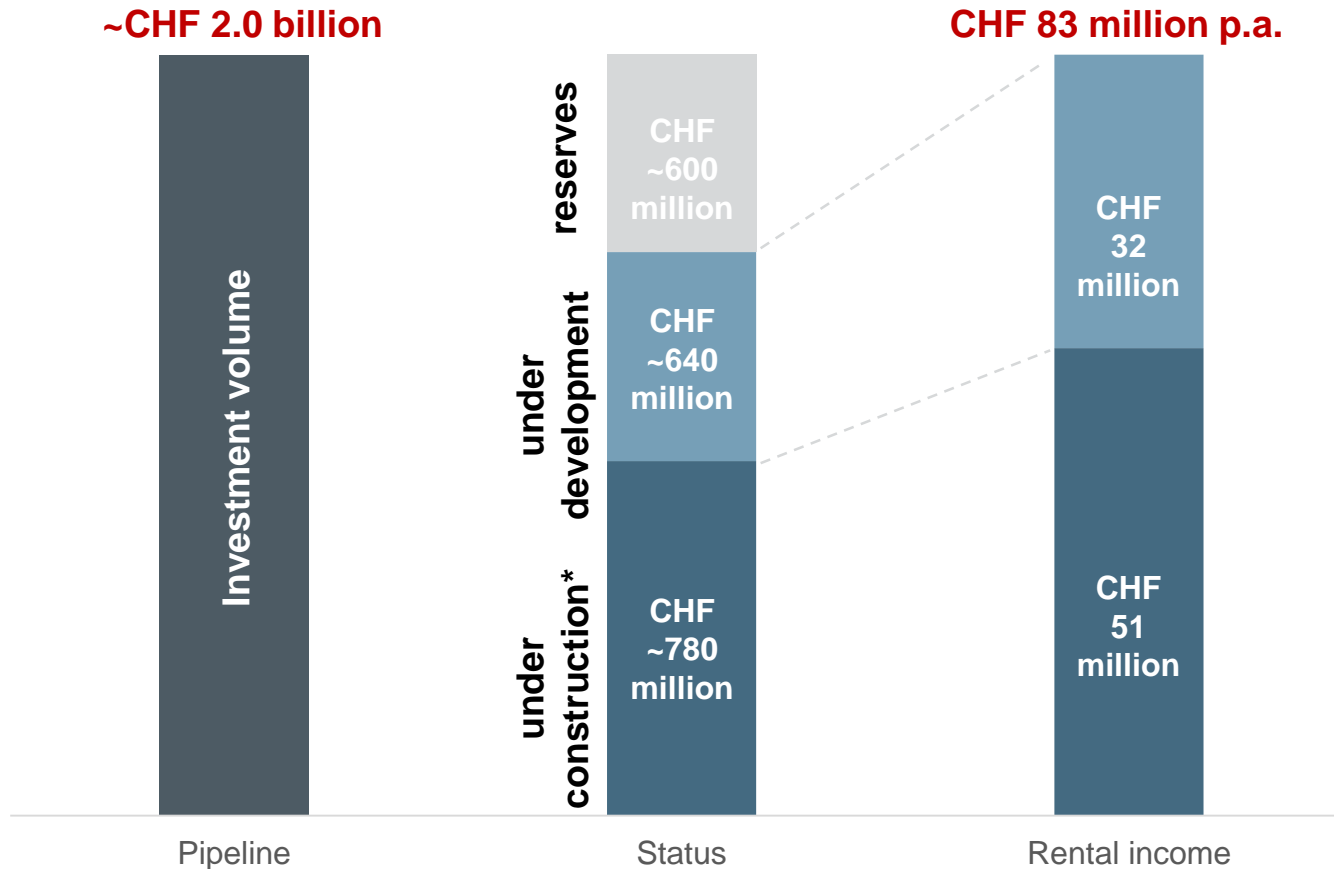 ~CHF 2.0 billion
CHF 83 million p.a.
Investment volume
reserves
CHF
~600
million
under
development
CHF
~640
million
under
construction*
CHF
~780
million
CHF
32
million
CHF
51
million
Pipeline
Status
Rental income